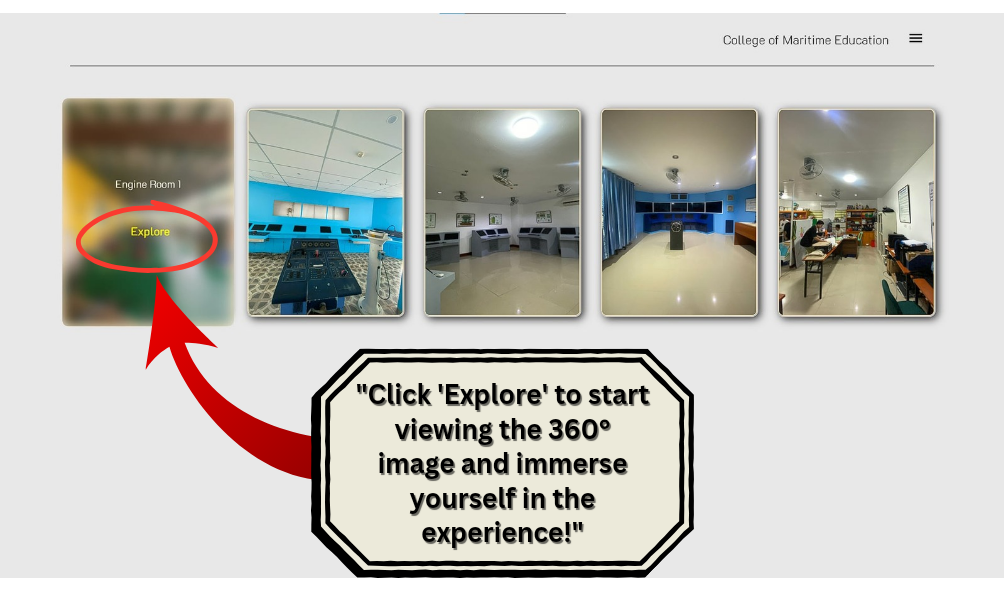 College of Maritime Education
Engine Room 1
Explore
"Click 'Explore' to start
viewing the 360°
image and immerse
yourself in the
experience!"